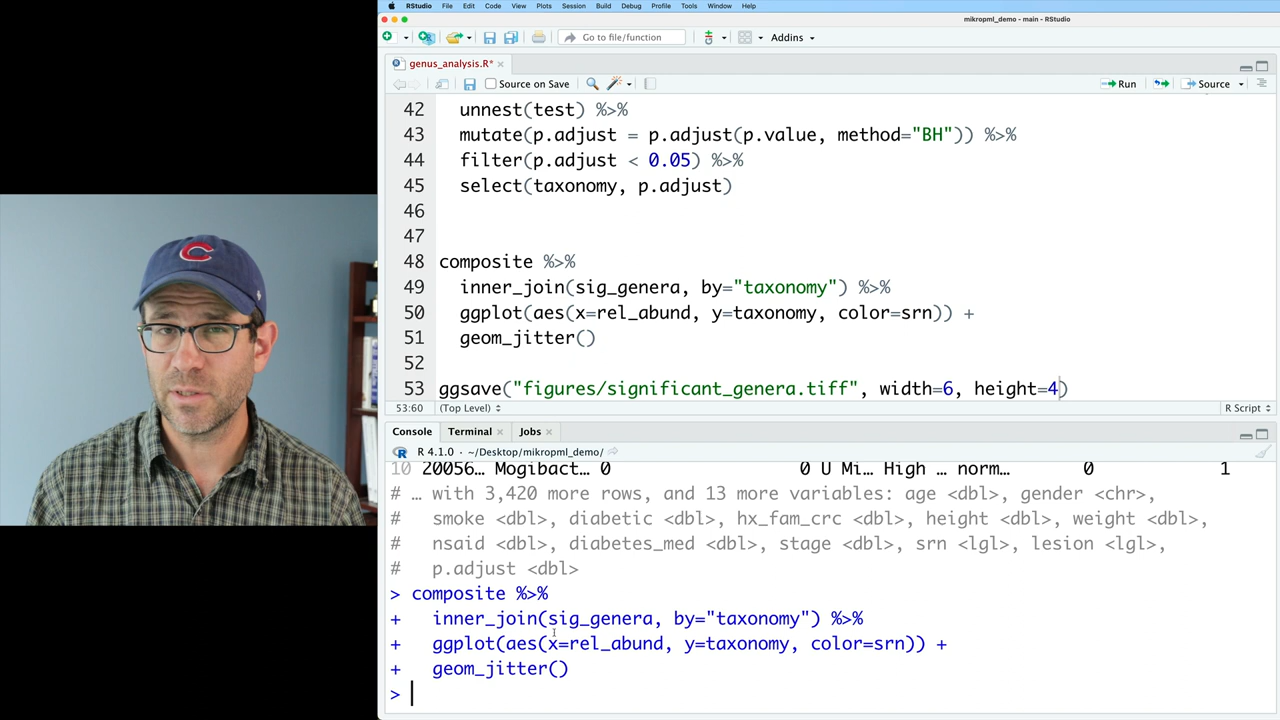 RStudio File Edit Code View Plots Session Build Debug Profile Tools Window Help
mikropml_demo - main - RStudio
Go to file/function Addins
genus_analysis.R*
Source on Save Run Source
42 unnest(test) %>%
43 mutate(p.adjust = p.adjust(p.value, method="BH")) %>%
44 filter(p.adjust < 0.05) %>%
45 select(taxonomy, p.adjust)
46
47
48 composite %>%
49 inner_join(sig_genera, by="taxonomy") %>%
50 ggplot(aes(x=rel_abund, y=taxonomy, color=srn)) +
51 geom_jitter()
52
53 ggsave("figures/significant_genera.tiff", width=6, height=4)
53:60 (Top Level) R Script
Console Terminal Jobs
R 4.1.0 · ~/Desktop/mikropml_demo/
10 20056… Mogibact… 0 0 U Mi… High … norm… 0 1
# … with 3,420 more rows, and 13 more variables: age <dbl>, gender <chr>,
# smoke <dbl>, diabetic <dbl>, hx_fam_crc <dbl>, height <dbl>, weight <dbl>,
# nsaid <dbl>, diabetes_med <dbl>, stage <dbl>, srn <lgl>, lesion <lgl>,
# p.adjust <dbl>
> composite %>%
+ inner_join(sig_genera, by="taxonomy") %>%
+ ggplot(aes(x=rel_abund, y=taxonomy, color=srn)) +
+ geom_jitter()
>
C